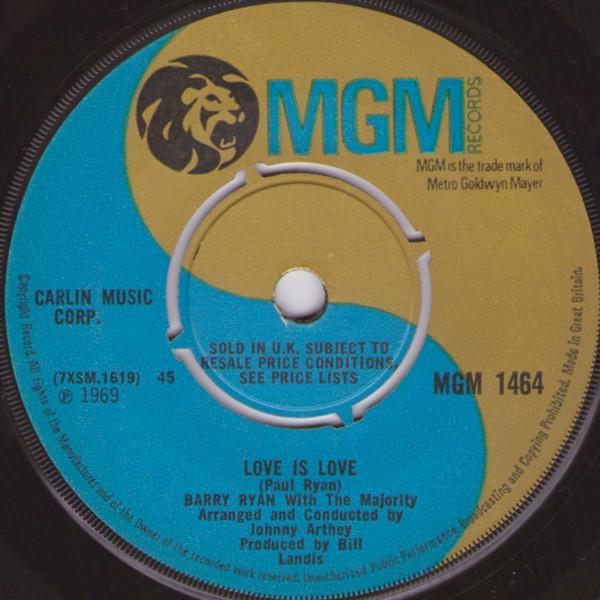 MGM
RECORDS
MGM is the trade mark of
Metro Goldwyn Mayer
CARLIN MUSIC
CORP.
SOLD IN U.K. SUBJECT TO
RESALE PRICE CONDITIONS,
SEE PRICE LISTS
(7XSM.1619) 45
℗ 1969
MGM 1464
LOVE IS LOVE
(Paul Ryan)
BARRY RYAN With The Majority
Arranged and Conducted by
Johnny Arthey
Produced by Bill
Landis
Copyright Record. All rights of the Manufacturer and of the Owner of the recorded work reserved. Unauthorised Public Performance, Broadcasting and Copying Prohibited. Made in Great Britain.